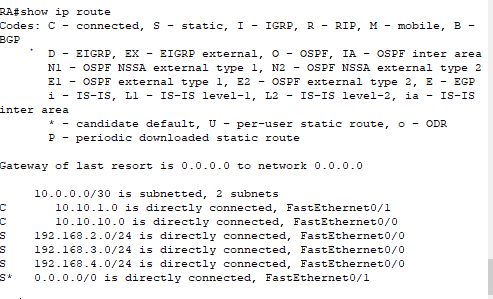 RA#show ip route
Codes: C - connected, S - static, I - IGRP, R - RIP, M - mobile, B -
BGP
D - EIGRP, EX - EIGRP external, O - OSPF, IA - OSPF inter area
N1 - OSPF NSSA external type 1, N2 - OSPF NSSA external type 2
E1 - OSPF external type 1, E2 - OSPF external type 2, E - EGP
i - IS-IS, L1 - IS-IS level-1, L2 - IS-IS level-2, ia - IS-IS
inter area
* - candidate default, U - per-user static route, o - ODR
P - periodic downloaded static route
Gateway of last resort is 0.0.0.0 to network 0.0.0.0
10.0.0.0/30 is subnetted, 2 subnets
C 10.10.1.0 is directly connected, FastEthernet0/1
C 10.10.10.0 is directly connected, FastEthernet0/0
S 192.168.2.0/24 is directly connected, FastEthernet0/0
S 192.168.3.0/24 is directly connected, FastEthernet0/0
S 192.168.4.0/24 is directly connected, FastEthernet0/0
S* 0.0.0.0/0 is directly connected, FastEthernet0/1